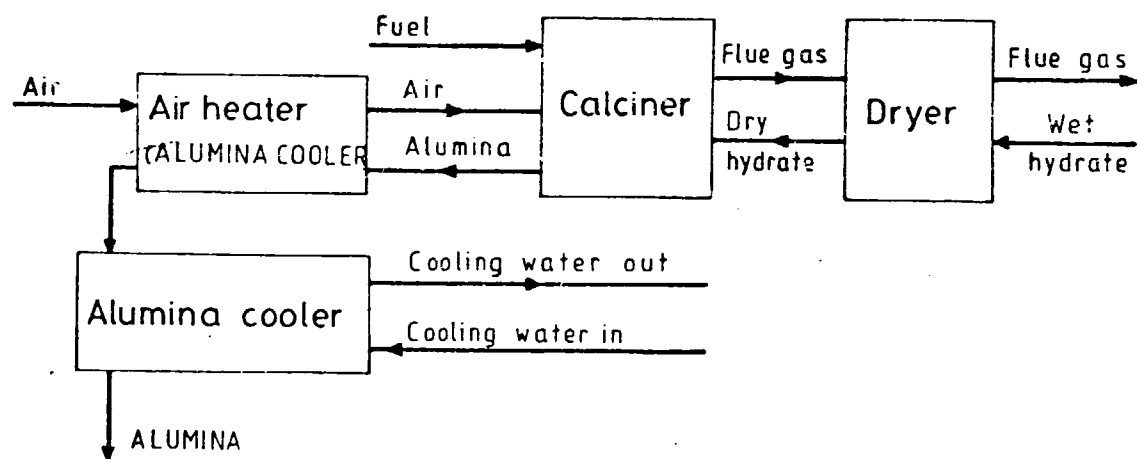 Fuel
Air
Air heater
(ALUMINA COOLER
Air
Alumina
Calciner
Flue gas
Dry
hydrate
Dryer
Flue gas
Wet
hydrate
Alumina cooler
Cooling water out
Cooling water in
ALUMINA